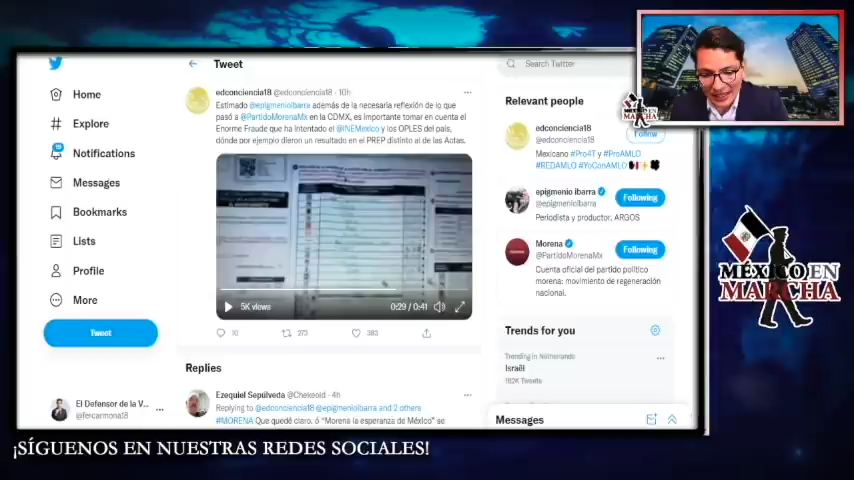 Tweet
Search Twitter
edconciencia18 @edconciencia18 · 10h
Estimado @epigmenioibarra además de la necesaria reflexión de lo que
pasó a @PartidoMorenaMx en la CDMX, es importante tomar en cuenta el
Enorme Fraude que ha intentado el @INEMexico y los OPLES del país,
dónde por ejemplo dieron un resultado en el PREP distinto al de las Actas.
5K views
0:29 / 0:41
10
273
383
Replies
Ezequiel Sepúlveda @Chekeoid · 4h
Replying to @edconciencia18 @epigmenioibarra and 2 others
#MORENA Que quedé claro, ó "Morena la esperanza de México" se
Home
Explore
19
Notifications
Messages
Bookmarks
Lists
Profile
More
Tweet
El Defensor de la V...
@fercarmona18
Relevant people
edconciencia18
@edconciencia18
Follow
Mexicano #Pro4T y #ProAMLO
#REDAMLO #YoConAMLO
epigmenio ibarra
@epigmenioibarra
Following
Periodista y productor, ARGOS
Morena
@PartidoMorenaMx
Following
Cuenta oficial del partido político
morena: movimiento de regeneración
nacional.
Trends for you
Trending in Netherlands
Israël
182K Tweets
Messages
MÉXICO EN
MARCHA
MÉXICO EN
MARCHA
¡SÍGUENOS EN NUESTRAS REDES SOCIALES!